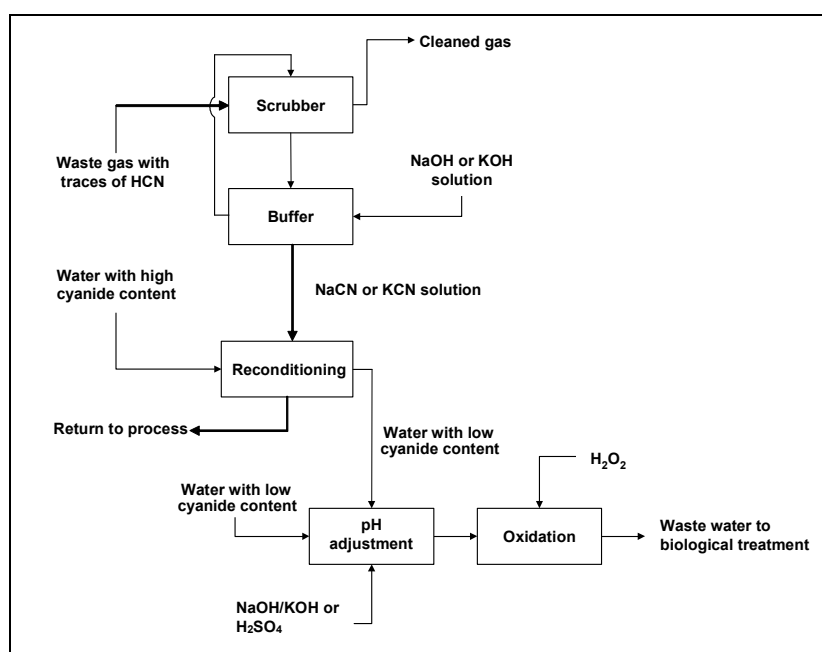 Cleaned gas
Scrubber
Waste gas with
traces of HCN
NaOH or KOH
solution
Buffer
Water with high
cyanide content
NaCN or KCN solution
Reconditioning
Return to process
Water with low
cyanide content
H₂O₂
Water with low
cyanide content
pH
adjustment
Oxidation
Waste water to
biological treatment
NaOH/KOH or
H₂SO₄